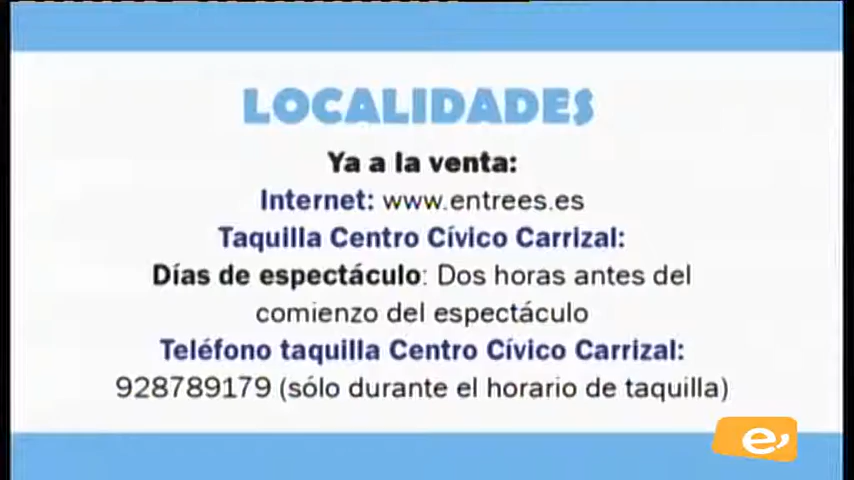 LOCALIDADES
Ya a la venta:
Internet: www.entrees.es
Taquilla Centro Cívico Carrizal:
Días de espectáculo: Dos horas antes del
comienzo del espectáculo
Teléfono taquilla Centro Cívico Carrizal:
928789179 (sólo durante el horario de taquilla)
e